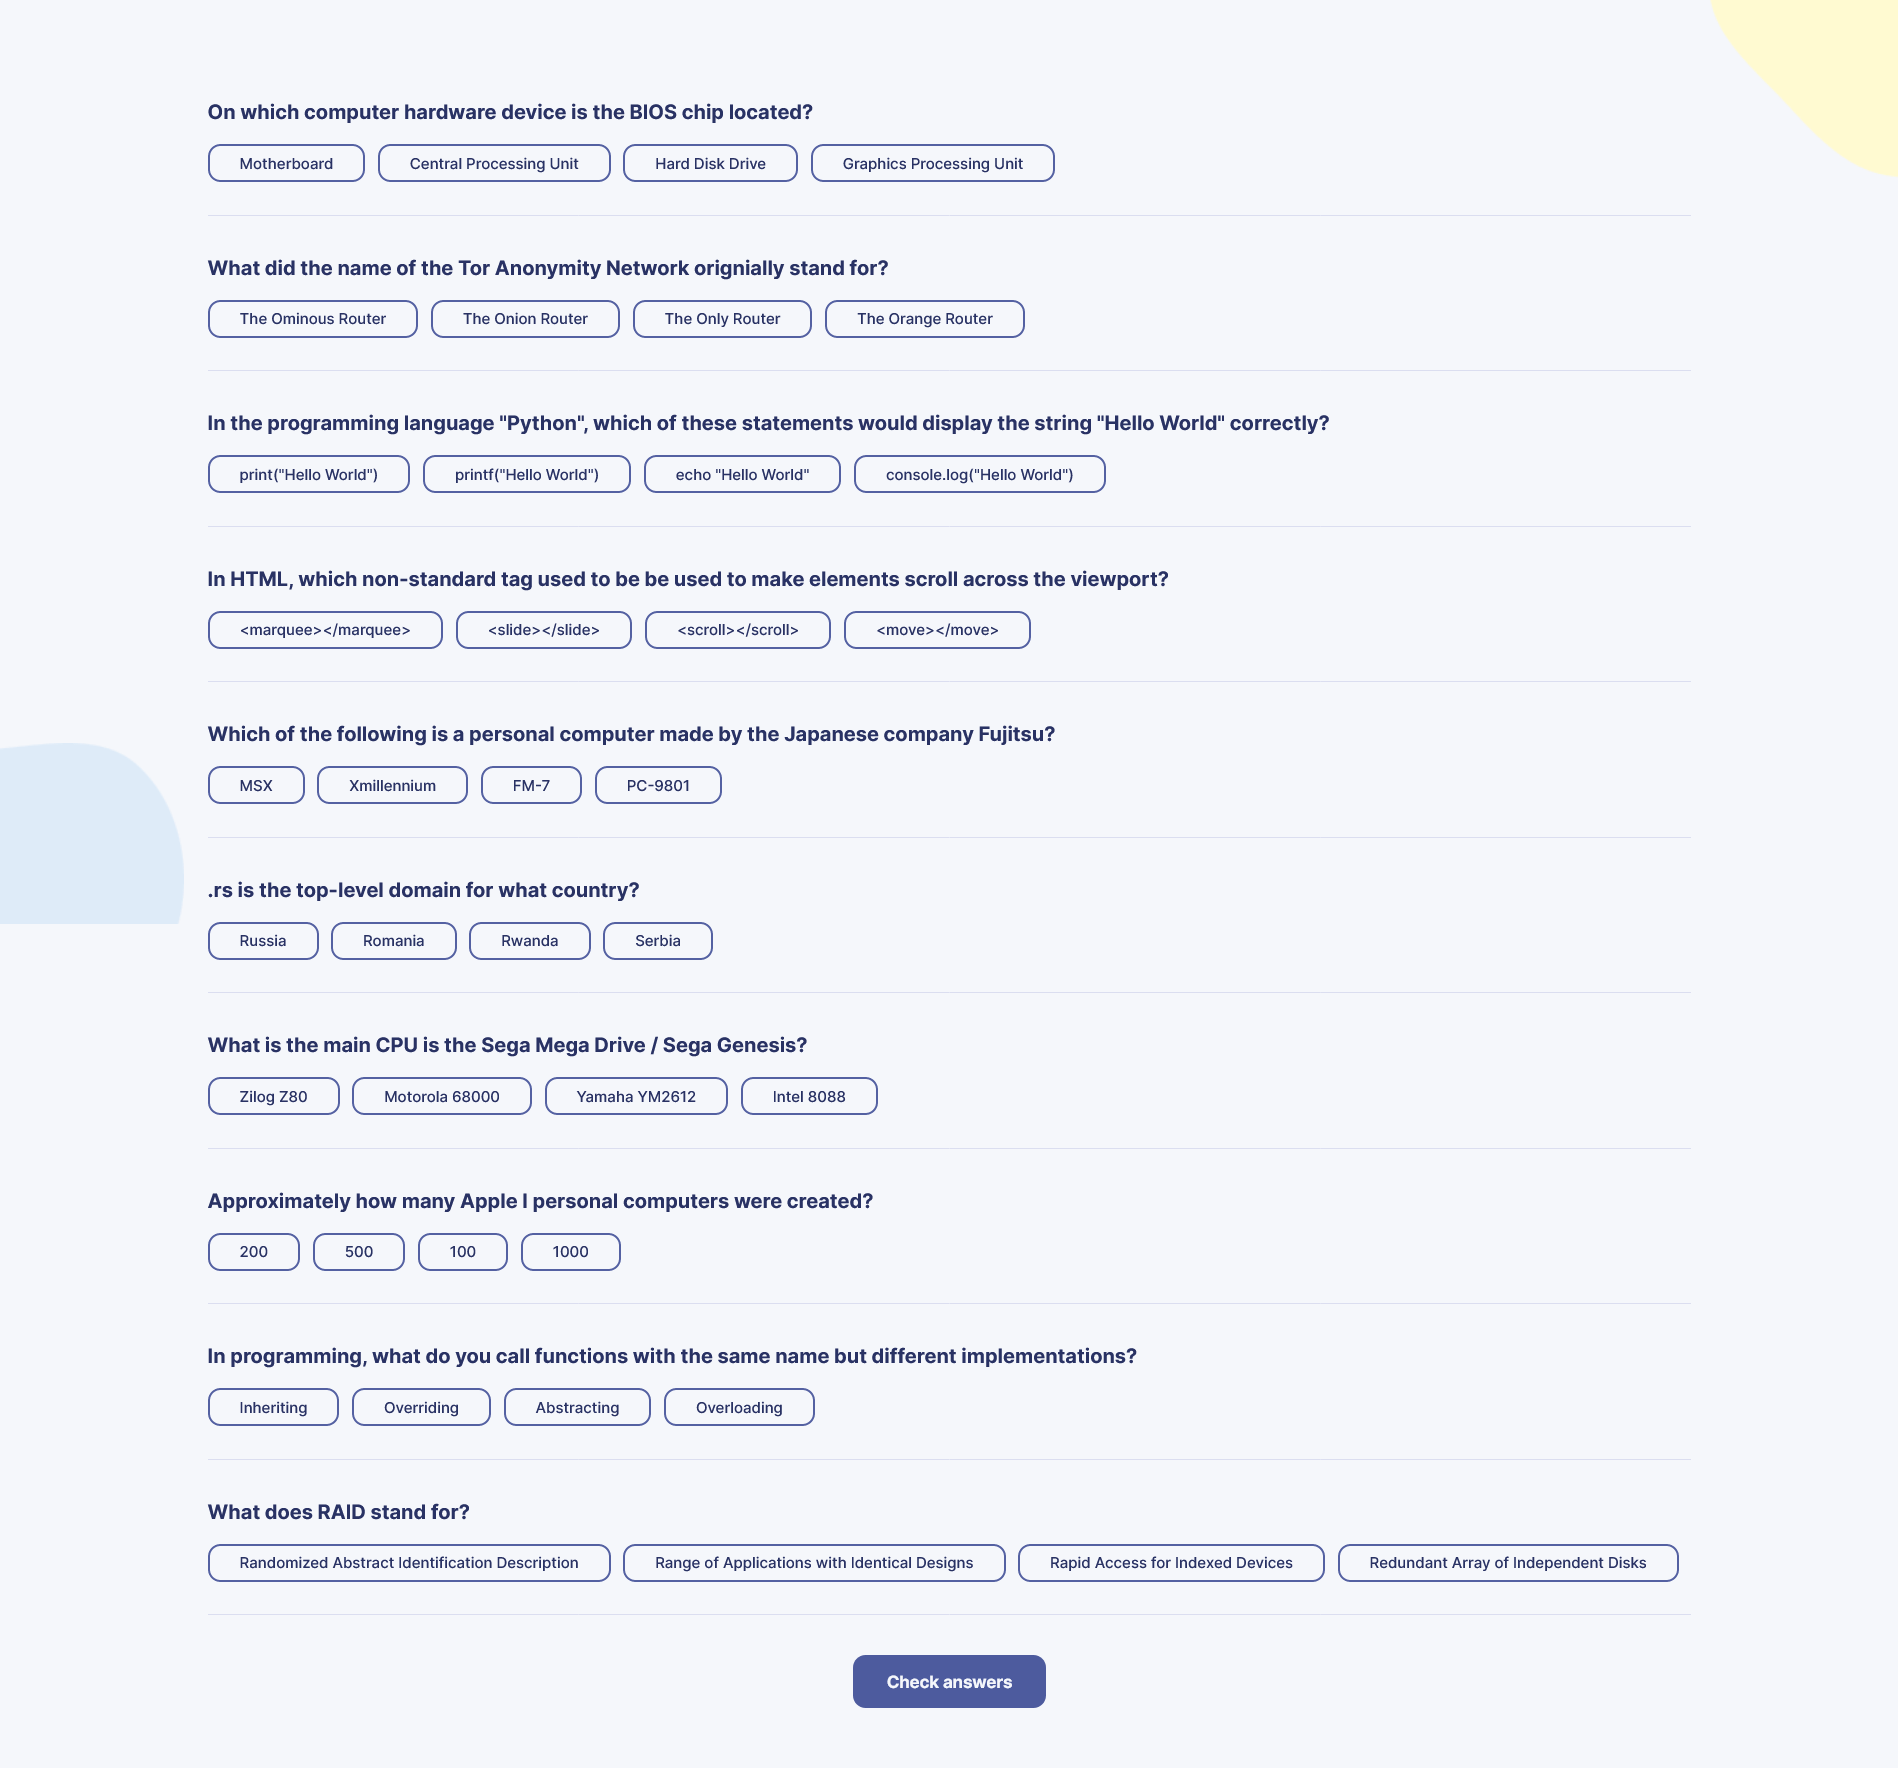 On which computer hardware device is the BIOS chip located?
Motherboard Central Processing Unit Hard Disk Drive Graphics Processing Unit
What did the name of the Tor Anonymity Network orignially stand for?
The Ominous Router The Onion Router The Only Router The Orange Router
In the programming language "Python", which of these statements would display the string "Hello World" correctly?
print("Hello World") printf("Hello World") echo "Hello World" console.log("Hello World")
In HTML, which non-standard tag used to be be used to make elements scroll across the viewport?
<marquee></marquee> <slide></slide> <scroll></scroll> <move></move>
Which of the following is a personal computer made by the Japanese company Fujitsu?
MSX Xmillennium FM-7 PC-9801
.rs is the top-level domain for what country?
Russia Romania Rwanda Serbia
What is the main CPU is the Sega Mega Drive / Sega Genesis?
Zilog Z80 Motorola 68000 Yamaha YM2612 Intel 8088
Approximately how many Apple I personal computers were created?
200 500 100 1000
In programming, what do you call functions with the same name but different implementations?
Inheriting Overriding Abstracting Overloading
What does RAID stand for?
Randomized Abstract Identification Description Range of Applications with Identical Designs Rapid Access for Indexed Devices Redundant Array of Independent Disks
Check answers